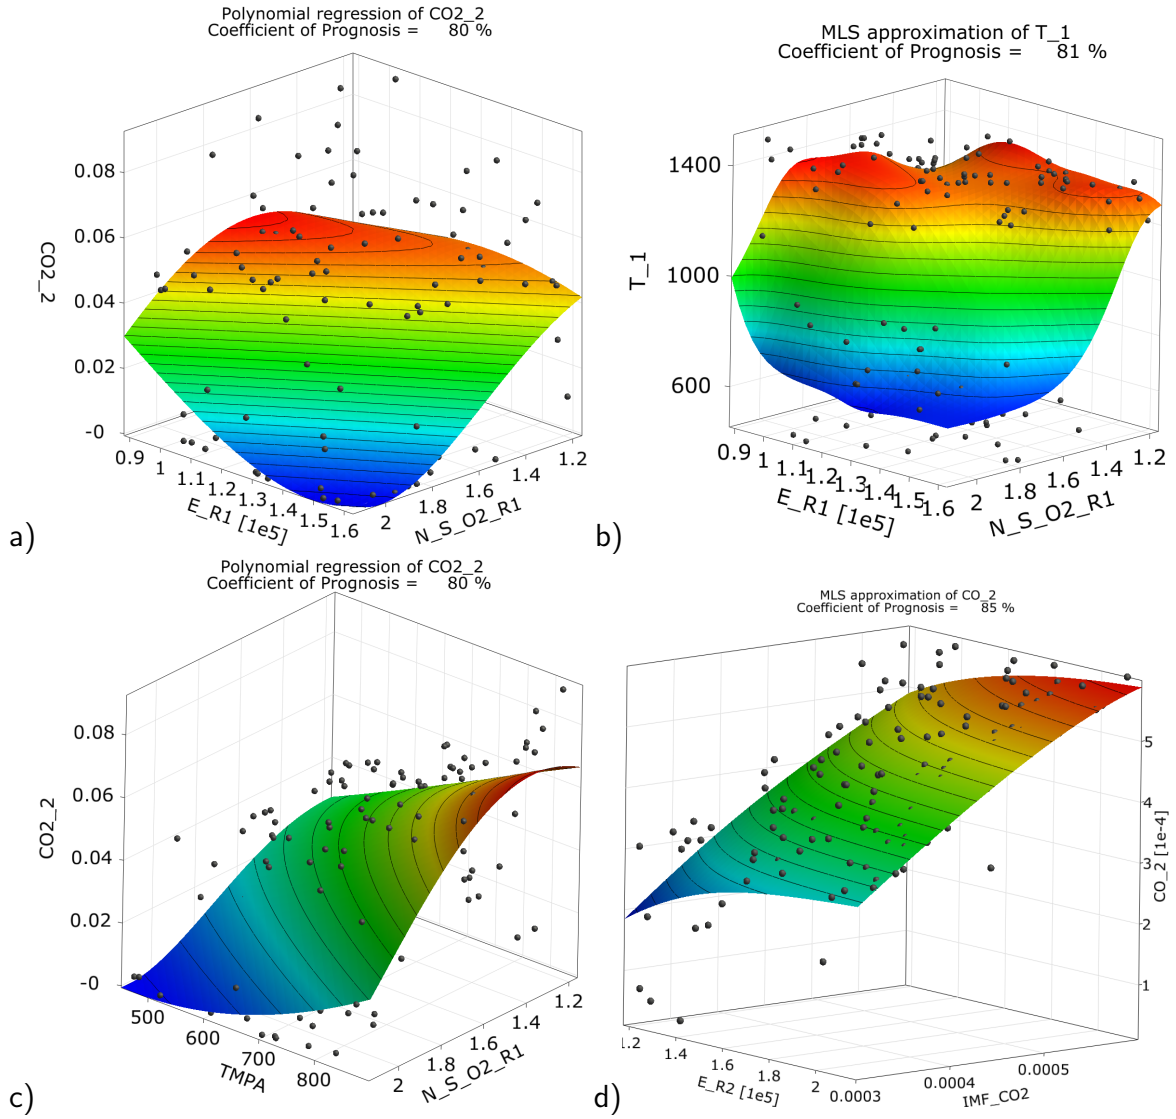 Polynomial regression of CO2_2
Coefficient of Prognosis = 80 %
CO2_2
0.08
0.06
0.04
0.02
-0
0.9
1
1.1
1.2
1.3
1.4
1.5
1.6
E_R1 [1e5]
2
1.8
1.6
1.4
1.2
N_S_O2_R1
a)
MLS approximation of T_1
Coefficient of Prognosis = 81 %
T_1
1400
1000
600
0.9
1
1.1
1.2
1.3
1.4
1.5
1.6
E_R1 [1e5]
2
1.8
1.6
1.4
1.2
N_S_O2_R1
b)
Polynomial regression of CO2_2
Coefficient of Prognosis = 80 %
CO2_2
0.08
0.06
0.04
0.02
-0
500
600
700
800
TMPA
2
1.8
1.6
1.4
1.2
N_S_O2_R1
c)
MLS approximation of CO_2
Coefficient of Prognosis = 85 %
5
4
3
2
1
CO_2 [1e-4]
1.2
1.4
1.6
1.8
2
E_R2 [1e5]
0.0003
0.0004
0.0005
IMF_CO2
d)